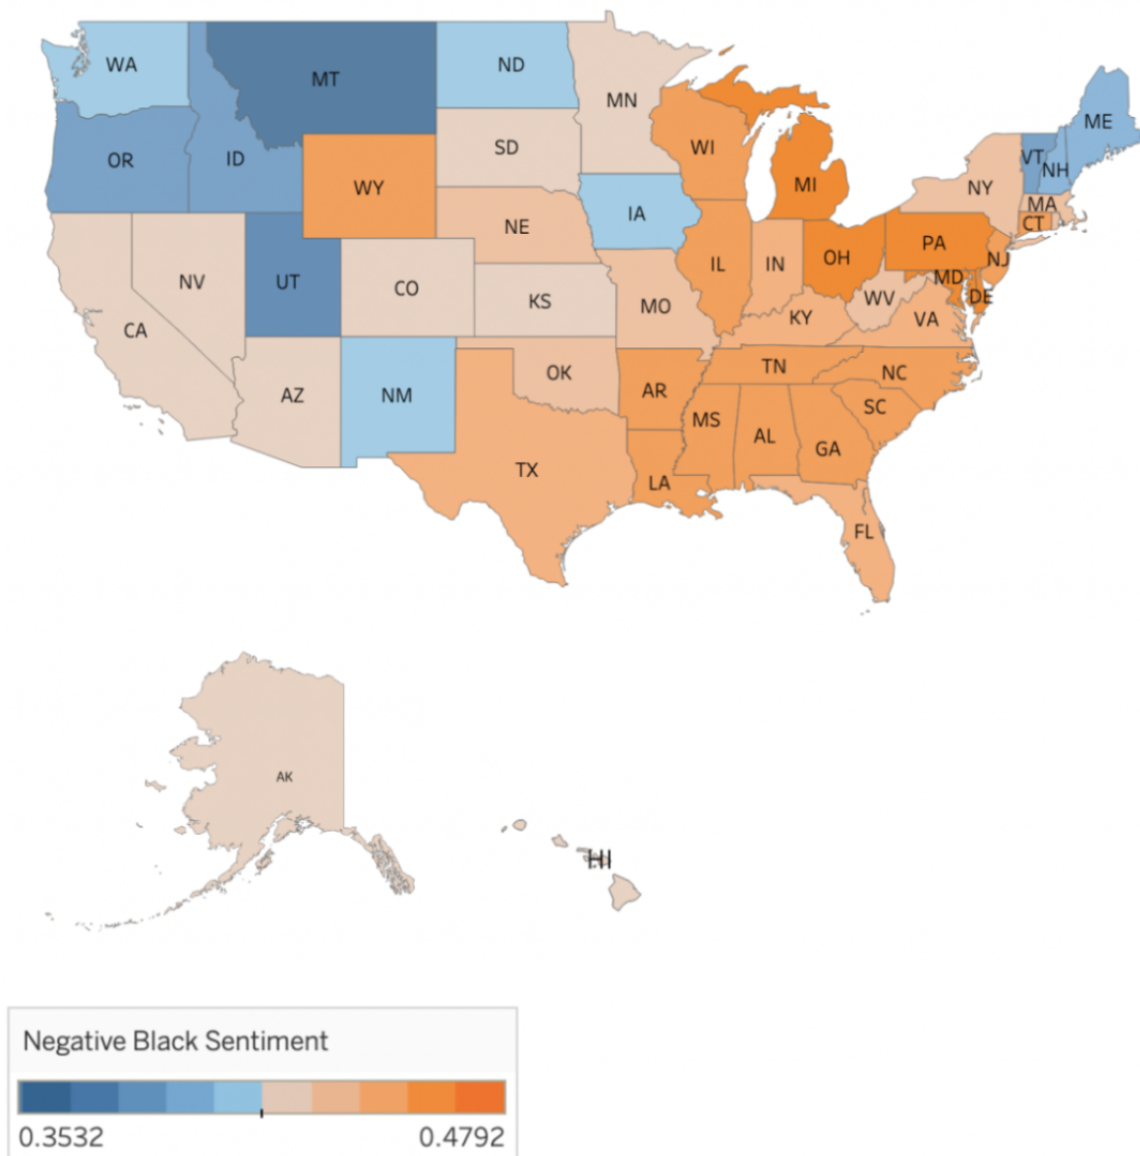 WA
MT
ND
MN
OR
ID
WY
SD
WI
MI
ME
VT
NH
NY
MA
CT
NV
UT
CO
NE
IA
IL
IN
OH
PA
NJ
MD
DE
CA
KS
MO
KY
WV
VA
AZ
NM
OK
AR
TN
NC
TX
LA
MS
AL
GA
SC
FL
AK
HI
Negative Black Sentiment
0.3532 0.4792